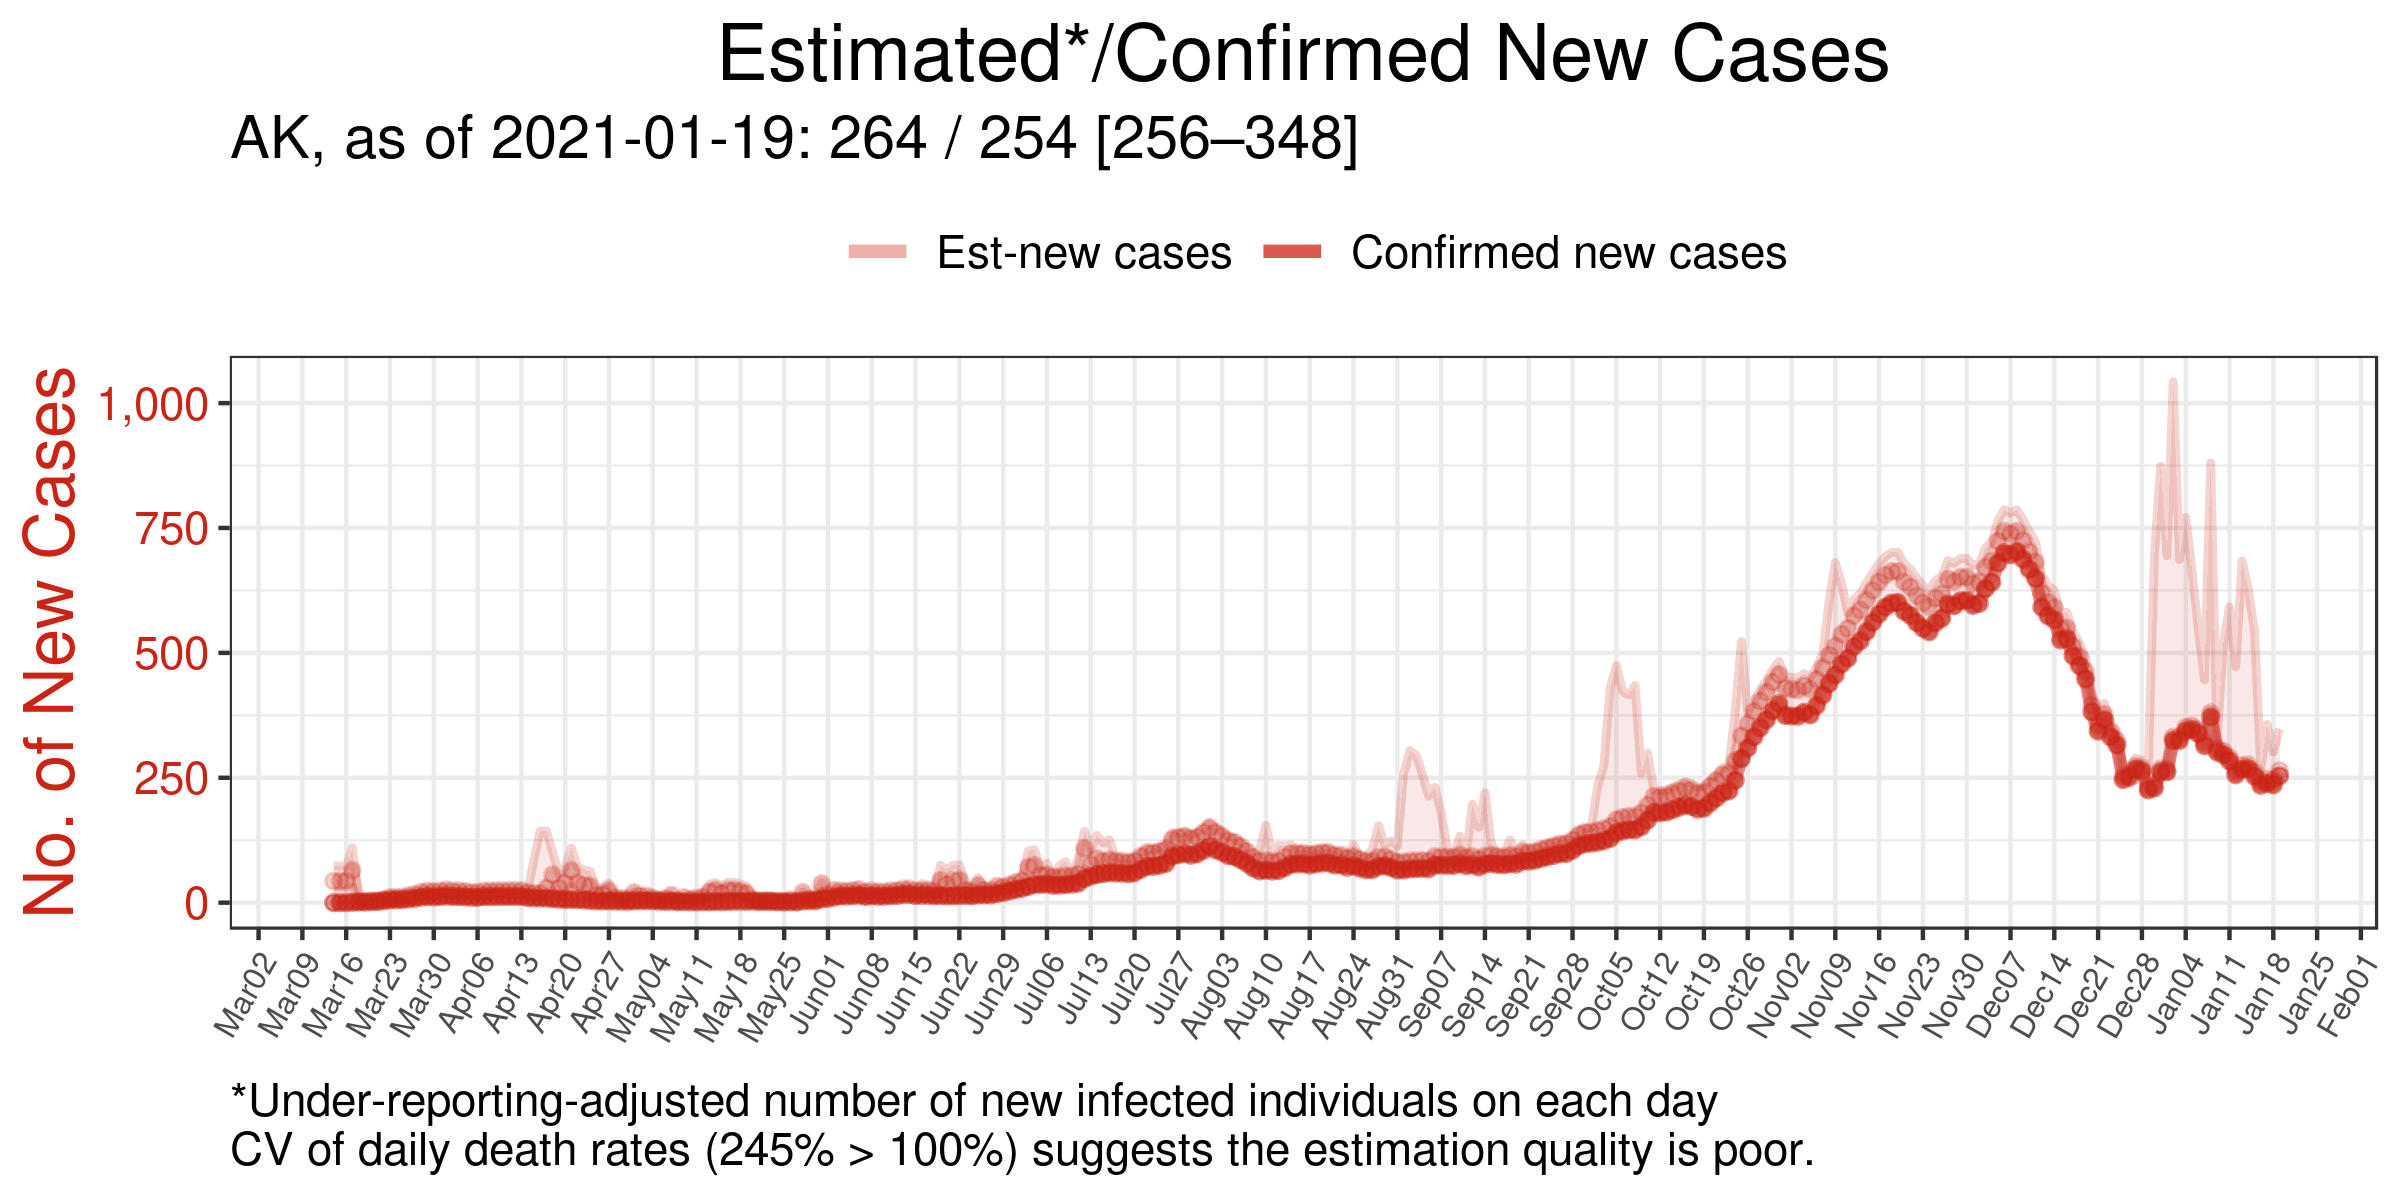 Estimated*/Confirmed New Cases
AK, as of 2021-01-19: 264 / 254 [256–348]
Est-new cases Confirmed new cases
No. of New Cases
1,000
750
500
250
0
Mar02 Mar09 Mar16 Mar23 Mar30 Apr06 Apr13 Apr20 Apr27 May04 May11 May18 May25 Jun01 Jun08 Jun15 Jun22 Jun29 Jul06 Jul13 Jul20 Jul27 Aug03 Aug10 Aug17 Aug24 Aug31 Sep07 Sep14 Sep21 Sep28 Oct05 Oct12 Oct19 Oct26 Nov02 Nov09 Nov16 Nov23 Nov30 Dec07 Dec14 Dec21 Dec28 Jan04 Jan11 Jan18 Jan25 Feb01
*Under-reporting-adjusted number of new infected individuals on each day
CV of daily death rates (245% > 100%) suggests the estimation quality is poor.